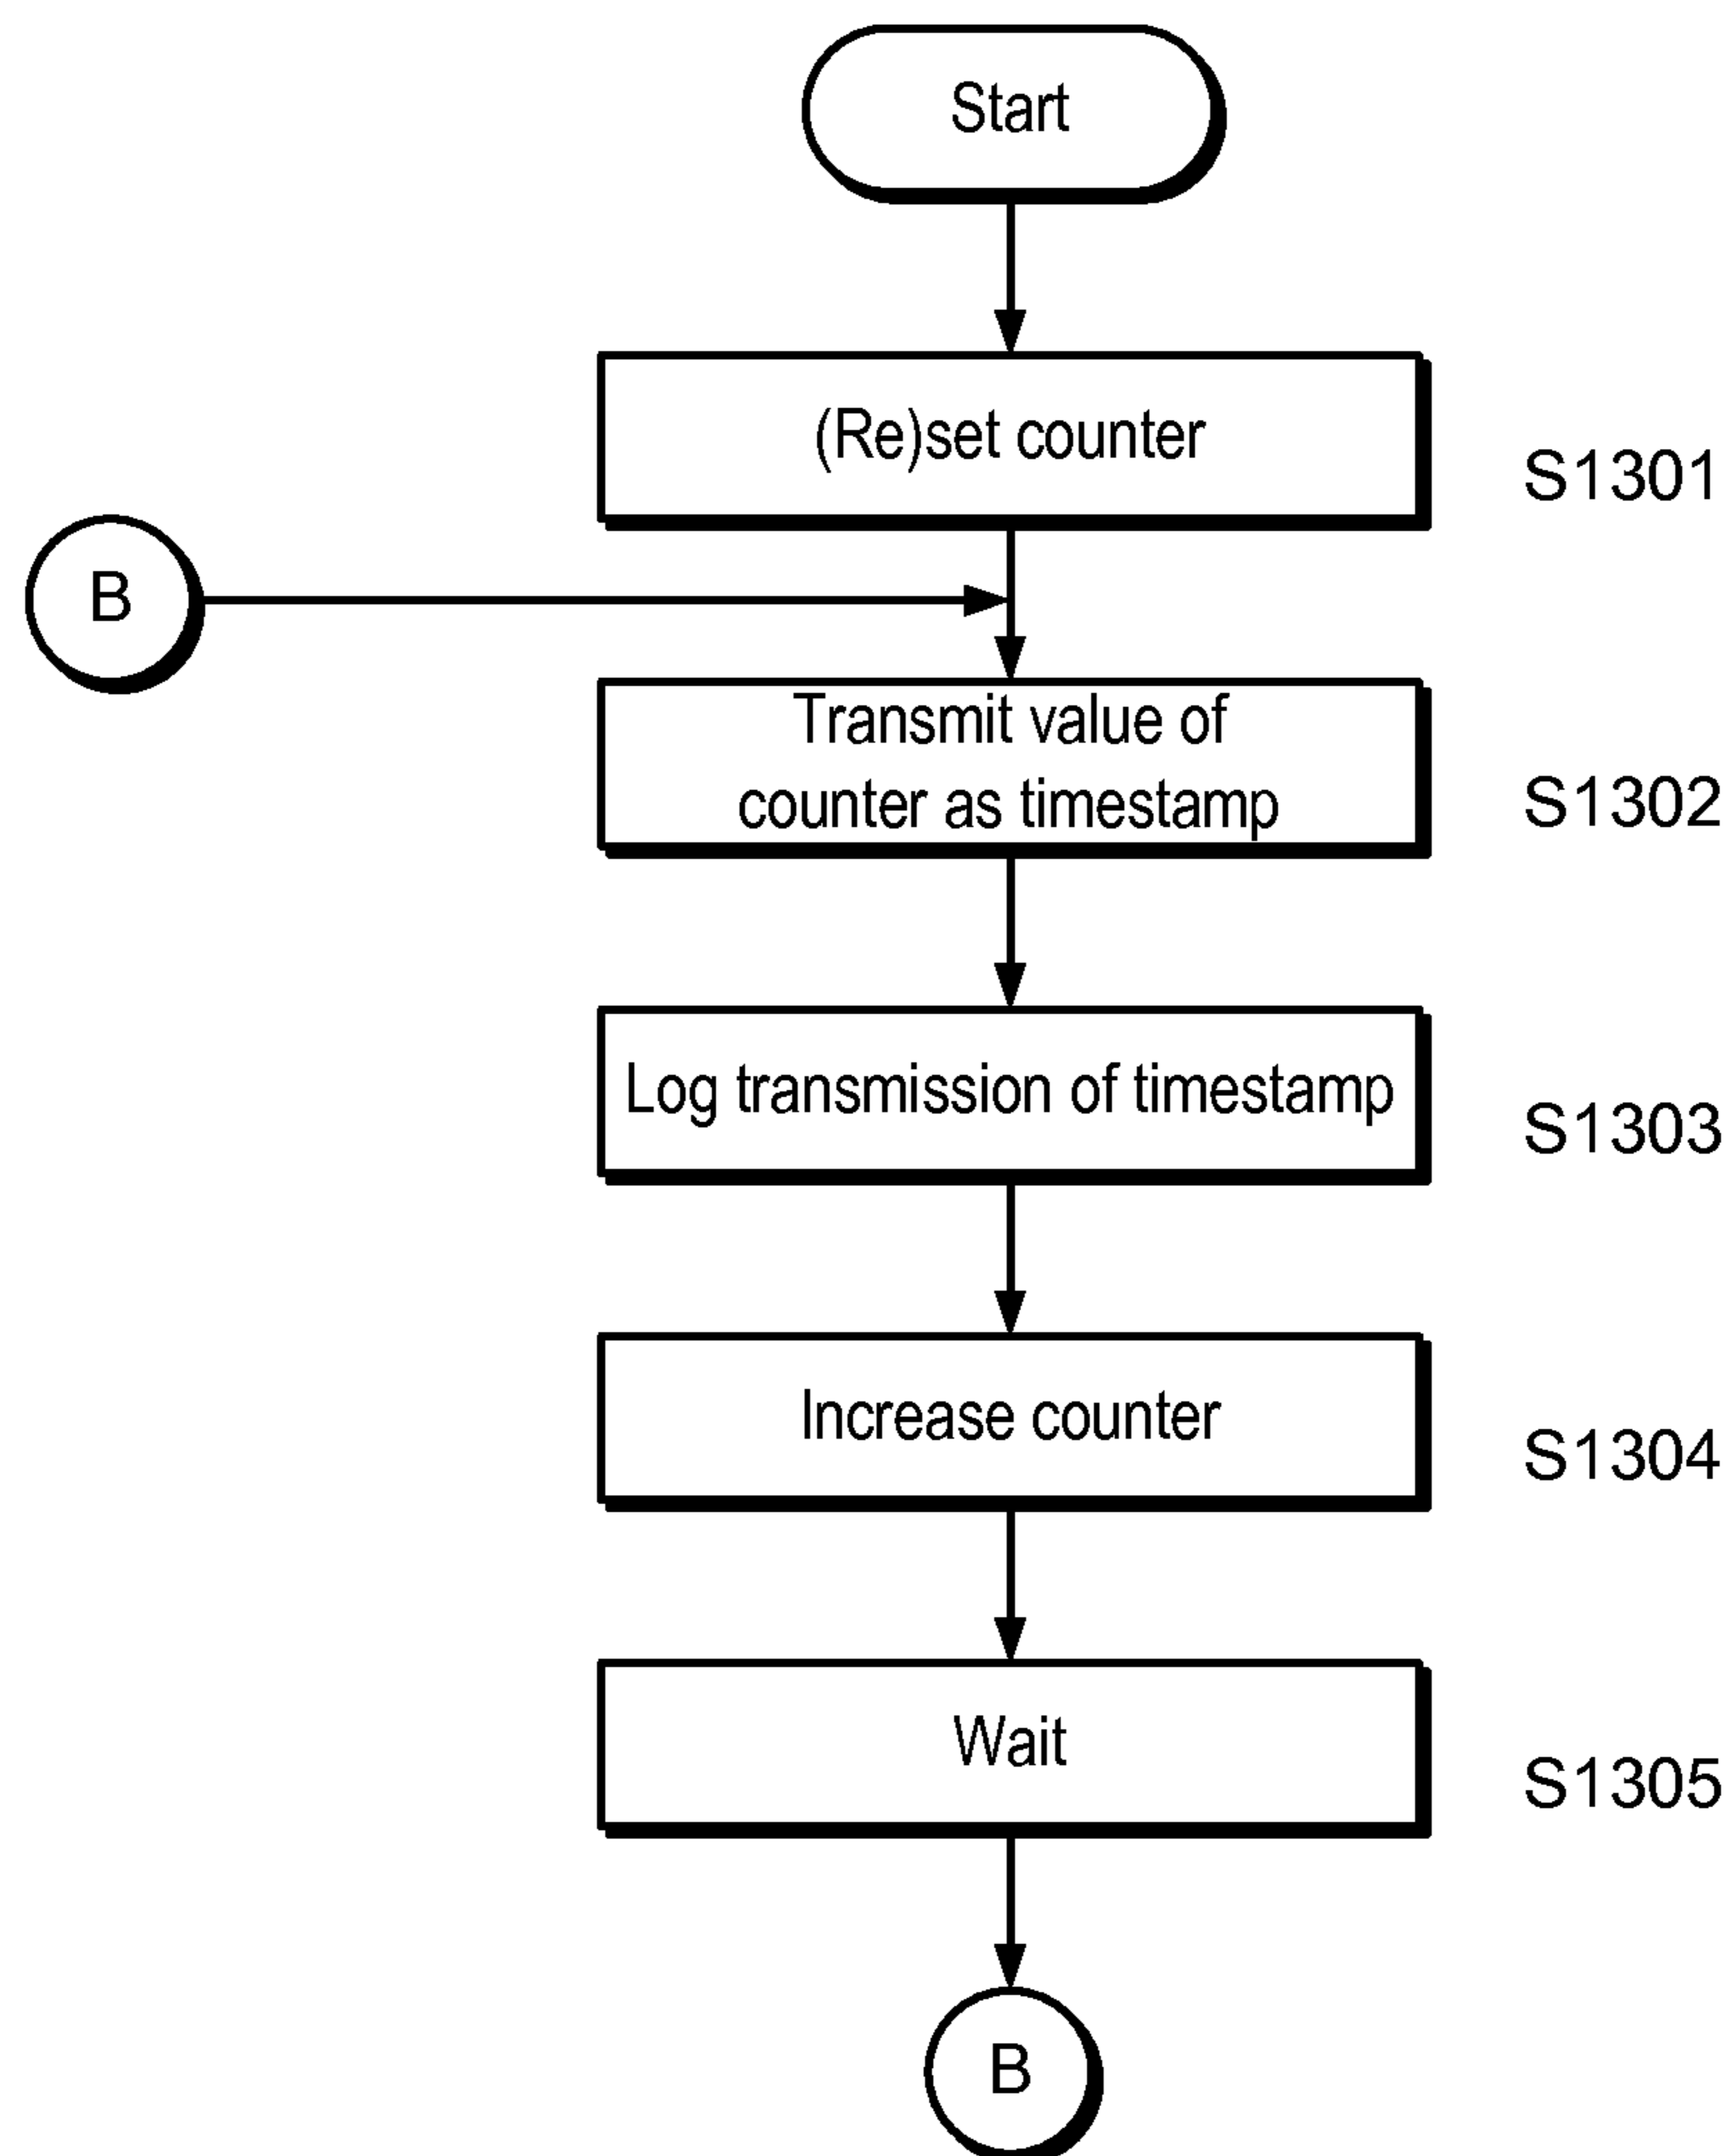 Start
(Re)set counter
S1301
B
Transmit value of
counter as timestamp
S1302
Log transmission of timestamp
S1303
Increase counter
S1304
Wait
S1305
B